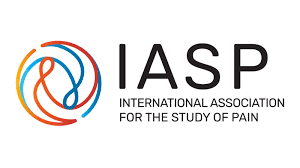 IASP
INTERNATIONAL ASSOCIATION
FOR THE STUDY OF PAIN